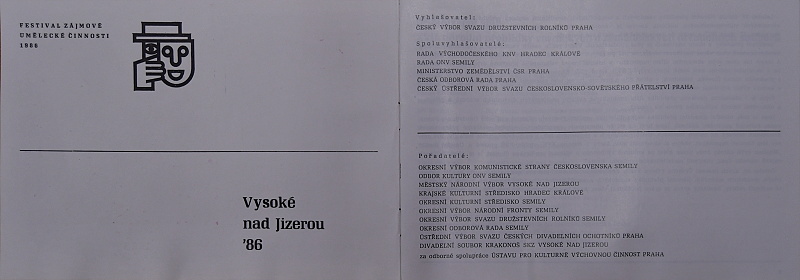 FESTIVAL ZÁJMOVÉ
UMĚLECKÉ ČINNOSTI
1986
Vysoké
nad Jizerou
'86
Vyhlašovatel:
ČESKÝ VÝBOR SVAZU DRUŽSTEVNÍCH ROLNÍKŮ PRAHA
Spoluvyhlašovatelé:
RADA VÝCHODOČESKÉHO KNV HRADEC KRÁLOVÉ
RADA ONV SEMILY
MINISTERSTVO ZEMĚDĚLSTVÍ ČSR PRAHA
ČESKÁ ODBOROVÁ RADA PRAHA
ČESKÝ ÚSTŘEDNÍ VÝBOR SVAZU ČESKOSLOVENSKO-SOVĚTSKÉHO PŘÁTELSTVÍ PRAHA
Pořadatelé:
OKRESNÍ VÝBOR KOMUNISTICKÉ STRANY ČESKOSLOVENSKA SEMILY
ODBOR KULTURY ONV SEMILY
MĚSTSKÝ NÁRODNÍ VÝBOR VYSOKÉ NAD JIZEROU
KRAJSKÉ KULTURNÍ STŘEDISKO HRADEC KRÁLOVÉ
OKRESNÍ KULTURNÍ STŘEDISKO SEMILY
OKRESNÍ VÝBOR NÁRODNÍ FRONTY SEMILY
OKRESNÍ VÝBOR SVAZU DRUŽSTEVNÍCH ROLNÍKŮ SEMILY
OKRESNÍ ODBOROVÁ RADA SEMILY
ÚSTŘEDNÍ VÝBOR SVAZU ČESKÝCH DIVADELNÍCH OCHOTNÍKŮ PRAHA
DIVADELNÍ SOUBOR KRAKONOŠ SKZ VYSOKÉ NAD JIZEROU
za odborné spolupráce ÚSTAVU PRO KULTURNĚ VÝCHOVNOU ČINNOST PRAHA